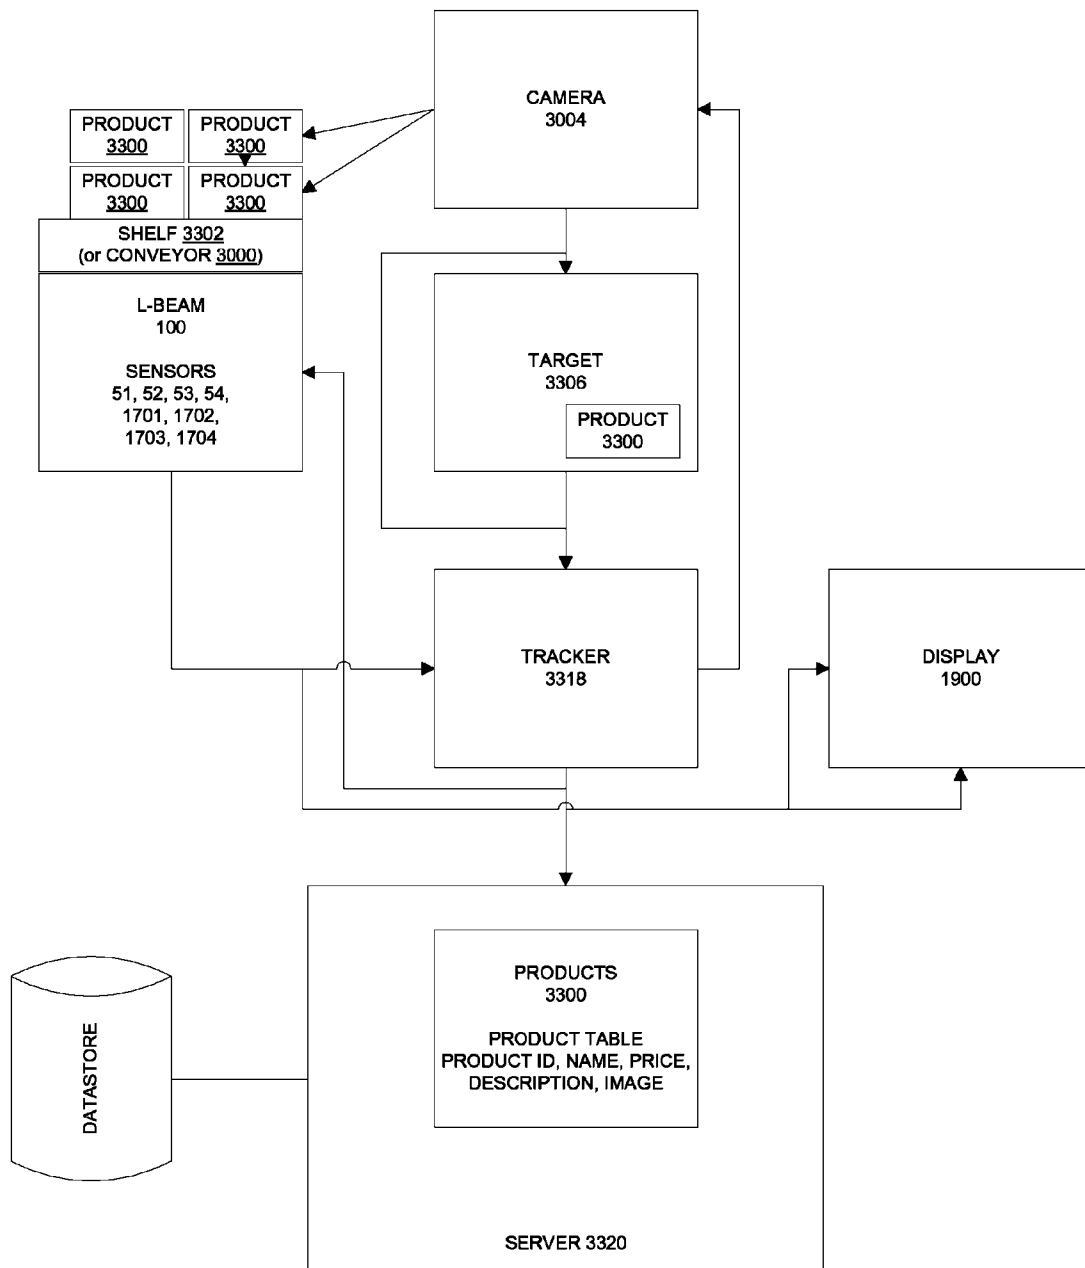 CAMERA
3004
PRODUCT
3300
PRODUCT
3300
PRODUCT
3300
PRODUCT
3300
SHELF 3302
(or CONVEYOR 3000)
L-BEAM
100
SENSORS
51, 52, 53, 54,
1701, 1702,
1703, 1704
TARGET
3306
PRODUCT
3300
TRACKER
3318
DISPLAY
1900
PRODUCTS
3300
PRODUCT TABLE
PRODUCT ID, NAME, PRICE,
DESCRIPTION, IMAGE
DATASTORE
SERVER 3320